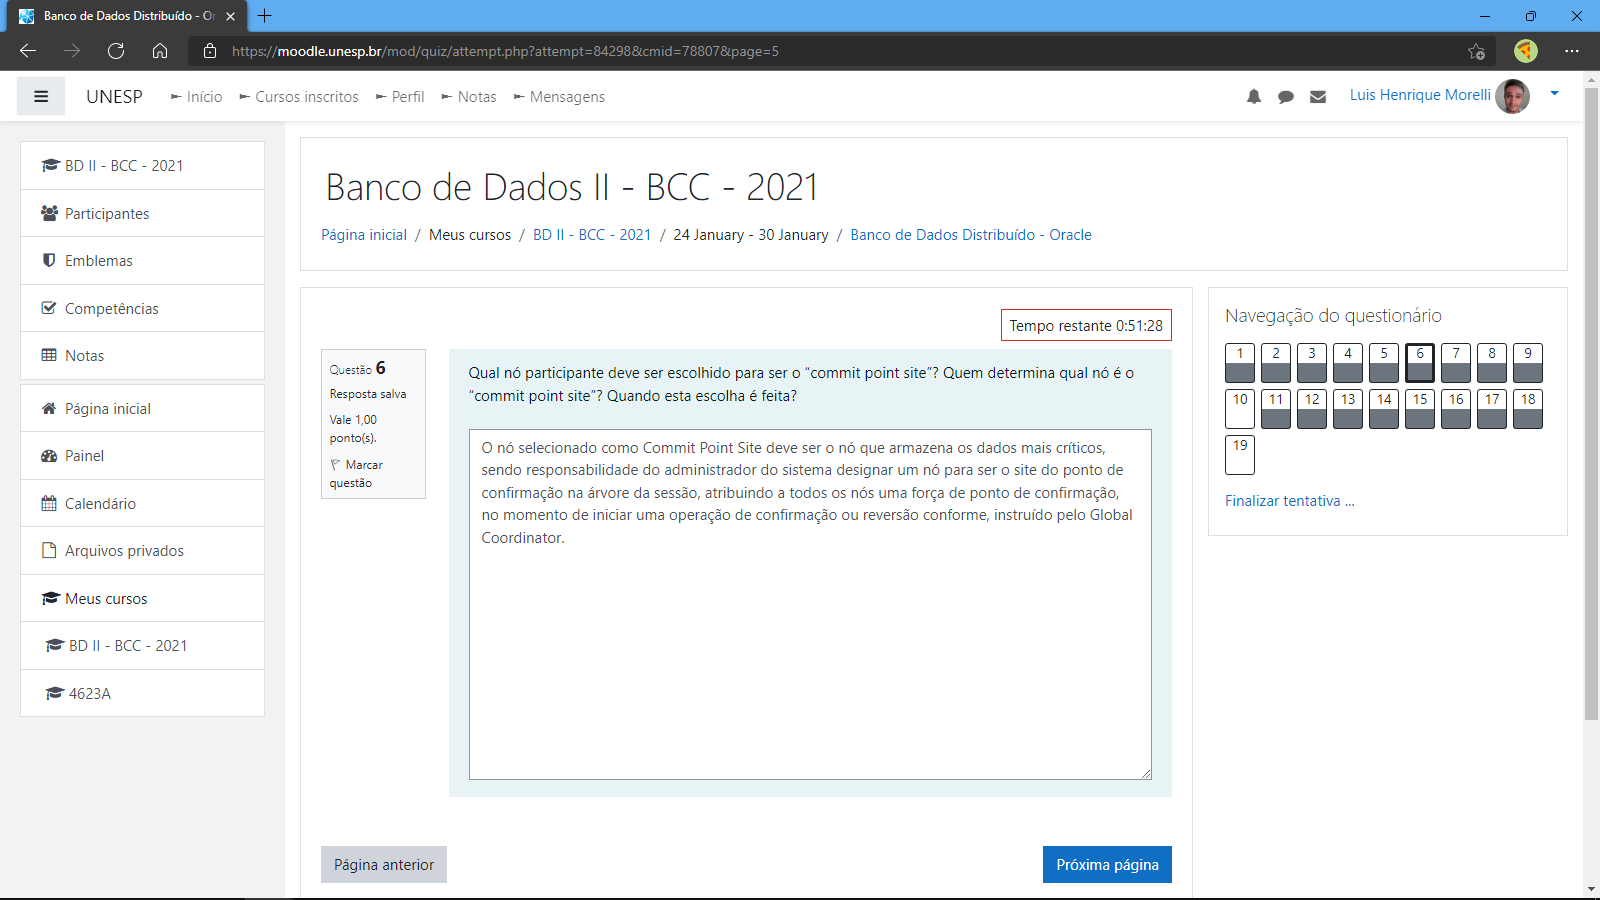 Banco de Dados Distribuído - Or
https://moodle.unesp.br/mod/quiz/attempt.php?attempt=84298&cmid=78807&page=5
UNESP
Início
Cursos inscritos
Perfil
Notas
Mensagens
Luis Henrique Morelli
BD II - BCC - 2021
Participantes
Emblemas
Competências
Notas
Página inicial
Painel
Calendário
Arquivos privados
Meus cursos
BD II - BCC - 2021
4623A
Banco de Dados II - BCC - 2021
Página inicial / Meus cursos / BD II - BCC - 2021 / 24 January - 30 January / Banco de Dados Distribuído - Oracle
Tempo restante 0:51:28
Questão 6
Resposta salva
Vale 1,00
ponto(s).
Marcar
questão
Qual nó participante deve ser escolhido para ser o “commit point site”? Quem determina qual nó é o
“commit point site”? Quando esta escolha é feita?
O nó selecionado como Commit Point Site deve ser o nó que armazena os dados mais críticos,
sendo responsabilidade do administrador do sistema designar um nó para ser o site do ponto de
confirmação na árvore da sessão, atribuindo a todos os nós uma força de ponto de confirmação,
no momento de iniciar uma operação de confirmação ou reversão conforme, instruído pelo Global
Coordinator.
Página anterior
Próxima página
Navegação do questionário
1 2 3 4 5 6 7 8 9
10 11 12 13 14 15 16 17 18
19
Finalizar tentativa ...